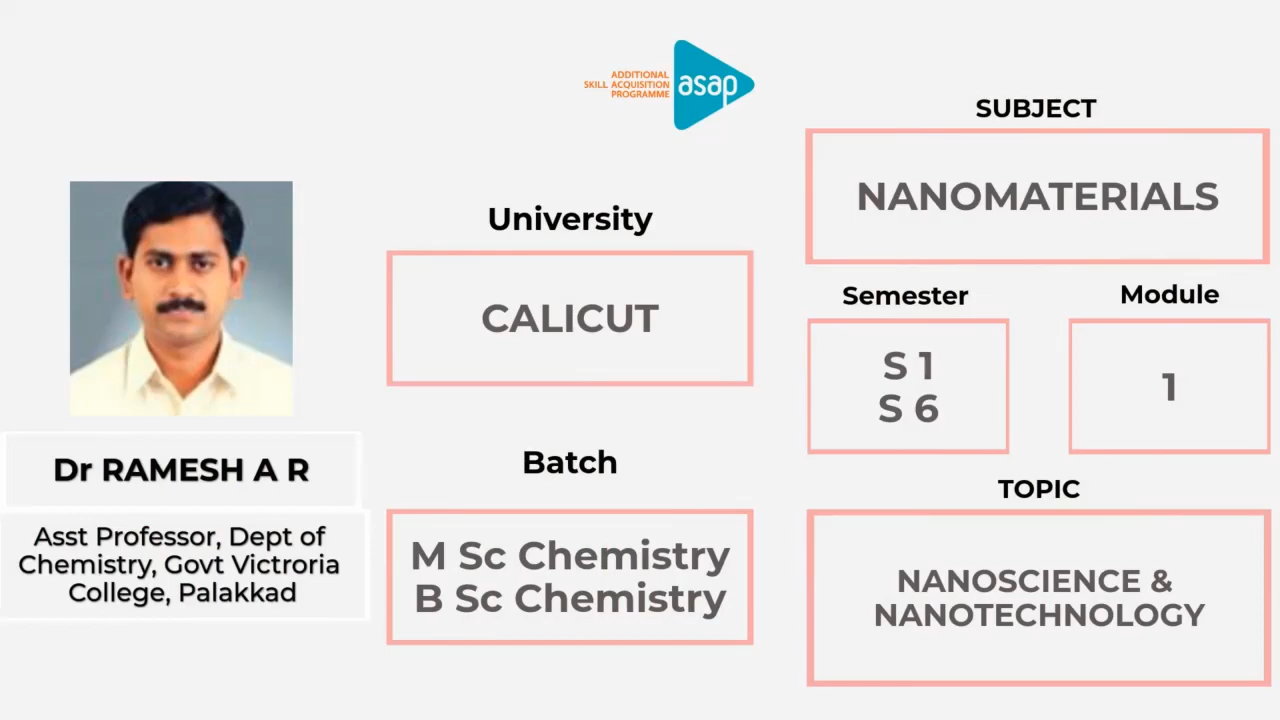 ADDITIONAL
SKILL ACQUISITION
PROGRAMME
asap
Dr RAMESH A R
Asst Professor, Dept of
Chemistry, Govt Victroria
College, Palakkad
University
CALICUT
Batch
M Sc Chemistry
B Sc Chemistry
SUBJECT
NANOMATERIALS
Semester
S 1
S 6
Module
1
TOPIC
NANOSCIENCE &
NANOTECHNOLOGY